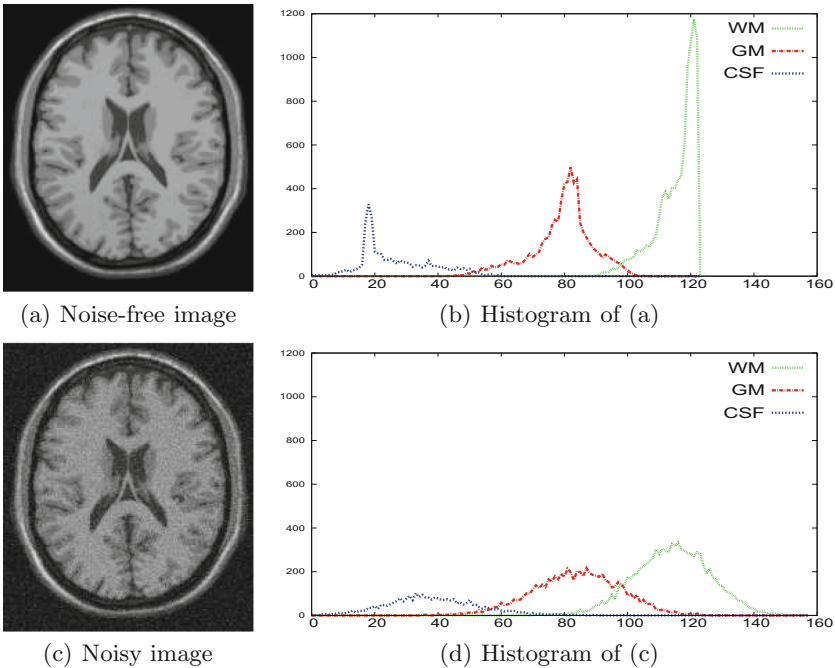 1200
1000
800
600
400
200
0
0 20 40 60 80 100 120 140 160
WM
GM
CSF
(a) Noise-free image
(b) Histogram of (a)
1200
1000
800
600
400
200
0
0 20 40 60 80 100 120 140 160
WM
GM
CSF
(c) Noisy image
(d) Histogram of (c)